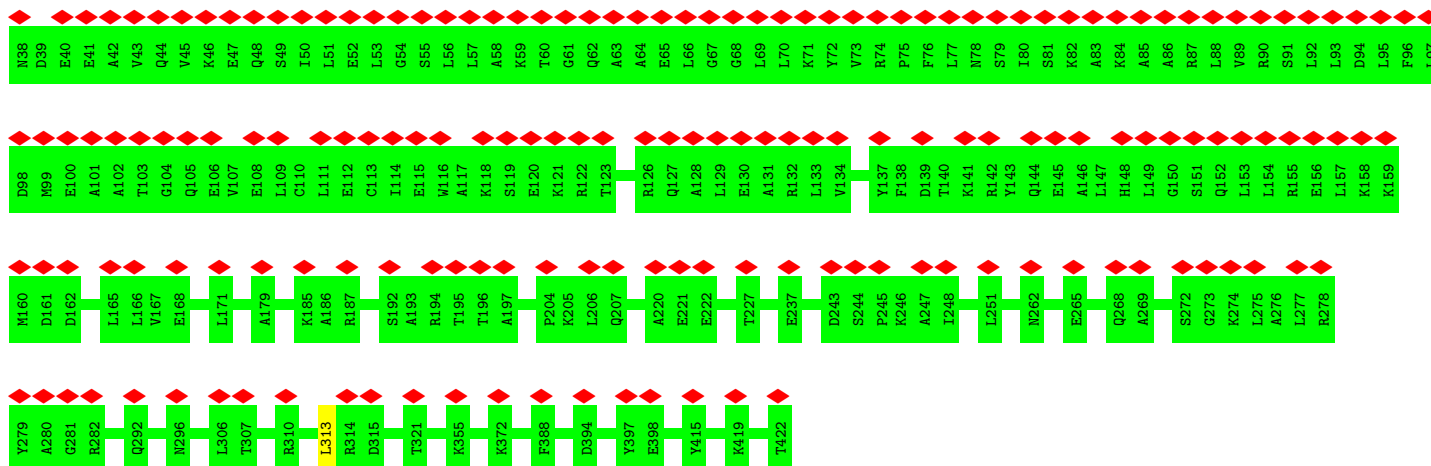 N38 D39 E40 E41 A42 V43 Q44 V45 K46 E47 Q48 S49 I50 L51 E52 L53 G54 S55 L56 L57 A58 K59 T60 G61 Q62 A63 A64 E65 L66 G67 G68 L69 L70 K71 Y72 V73 R74 P75 F76 L77 N78 S79 I80 S81 K82 A83 K84 A85 A86 R87 L88 V89 R90 S91 L92 L93 D94 L95 F96 L97
D98 M99 E100 A101 A102 T103 G104 Q105 E106 V107 E108 L109 C110 L111 E112 C113 I114 E115 W116 A117 K118 S119 E120 K121 R122 T123 R126 Q127 A128 L129 E130 A131 R132 L133 V134 Y137 F138 D139 T140 K141 R142 Y143 Q144 E145 A146 L147 H148 L149 G150 S151 Q152 L153 L154 R155 E156 L157 K158 K159
M160 D161 D162 L165 L166 V167 E168 L171 A179 K185 A186 R187 S192 A193 R194 T195 T196 A197 P204 K205 L206 Q207 A220 E221 E222 T227 E237 D243 S244 P245 K246 A247 I248 L251 N262 E265 Q268 A269 S272 G273 K274 L275 A276 L277 R278
Y279 A280 G281 R282 Q292 N296 L306 T307 R310 L313 R314 D315 T321 K355 K372 F388 D394 Y397 E398 Y415 K419 T422